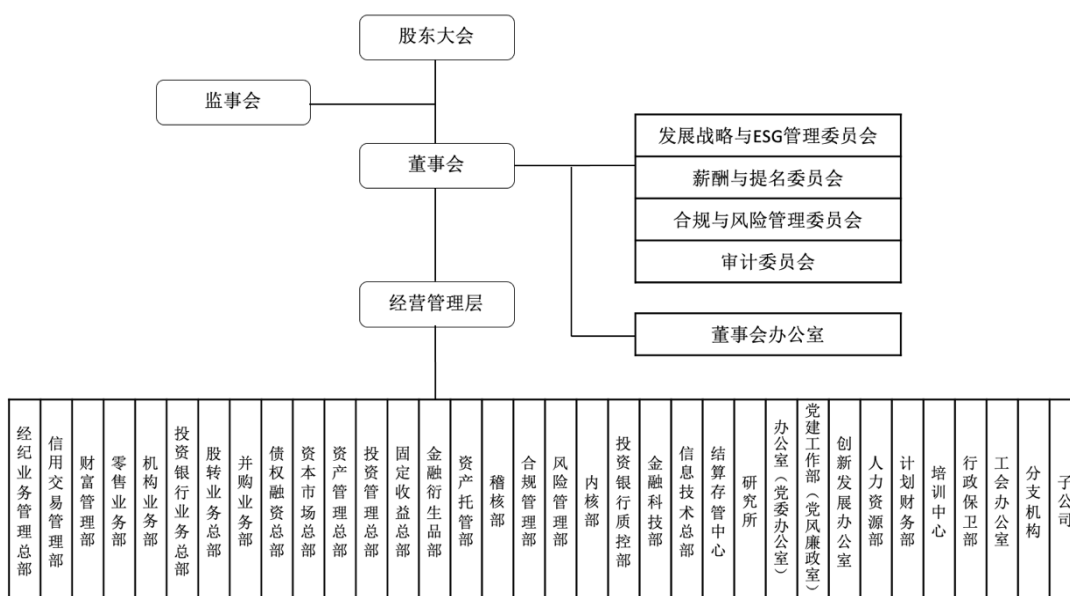 股东大会
监事会
董事会
发展战略与ESG管理委员会
薪酬与提名委员会
合规与风险管理委员会
审计委员会
经营管理层
董事会办公室
经纪业务管理总部
信用交易管理部
财富管理部
零售业务部
机构业务部
投资银行业务总部
股转业务总部
并购业务部
债权融资总部
资本市场总部
资产管理总部
投资管理总部
固定收益总部
金融衍生品部
资产托管部
稽核部
合规管理部
风险管理部
内核部
投资银行质控部
金融科技部
信息技术总部
结算存管中心
研究所
办公室（党委办公室）
党建工作部（党风廉政室）
创新发展办公室
人力资源部
计划财务部
培训中心
行政保卫部
工会办公室
分支机构
子公司